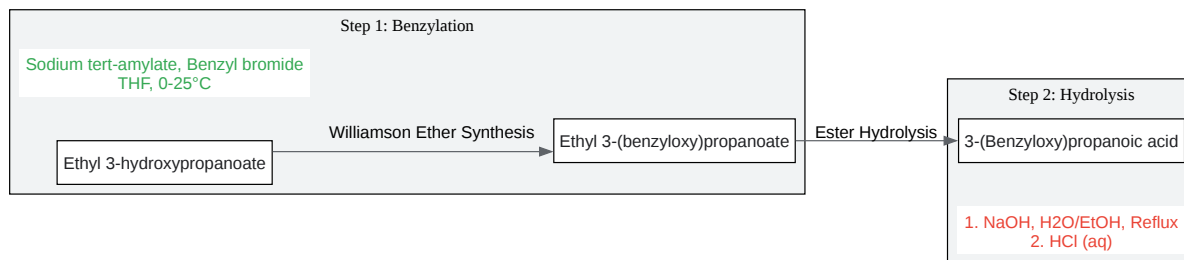 Step 1: Benzylation
Sodium tert-amylate, Benzyl bromide
THF, 0-25°C
Ethyl 3-hydroxypropanoate
Williamson Ether Synthesis
Ethyl 3-(benzyloxy)propanoate
Ester Hydrolysis
Step 2: Hydrolysis
3-(Benzyloxy)propanoic acid
1. NaOH, H2O/EtOH, Reflux
2. HCl (aq)